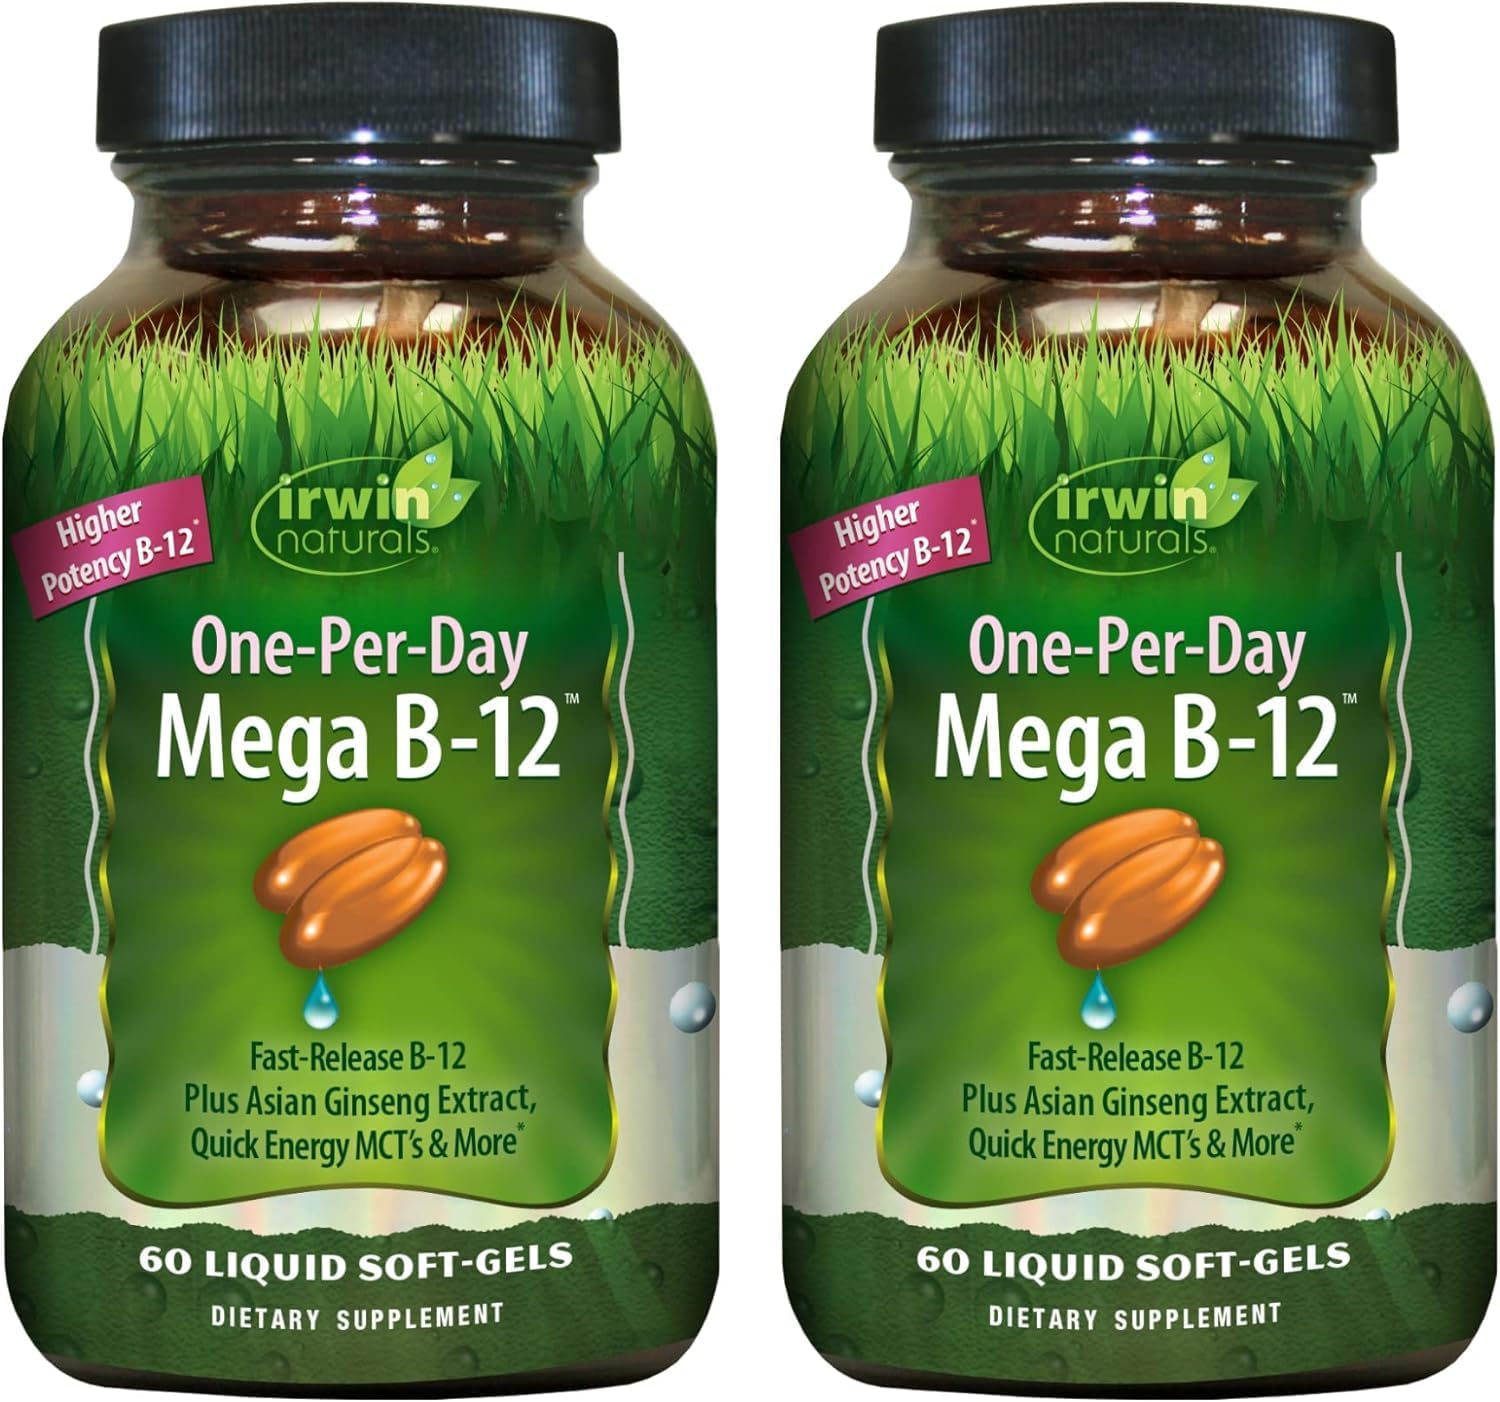 irwin
naturals®
Higher
Potency B-12*
One-Per-Day
Mega B-12™
Fast-Release B-12
Plus Asian Ginseng Extract,
Quick Energy MCT's & More*
60 LIQUID SOFT-GELS
DIETARY SUPPLEMENT
irwin
naturals®
Higher
Potency B-12*
One-Per-Day
Mega B-12™
Fast-Release B-12
Plus Asian Ginseng Extract,
Quick Energy MCT's & More*
60 LIQUID SOFT-GELS
DIETARY SUPPLEMENT